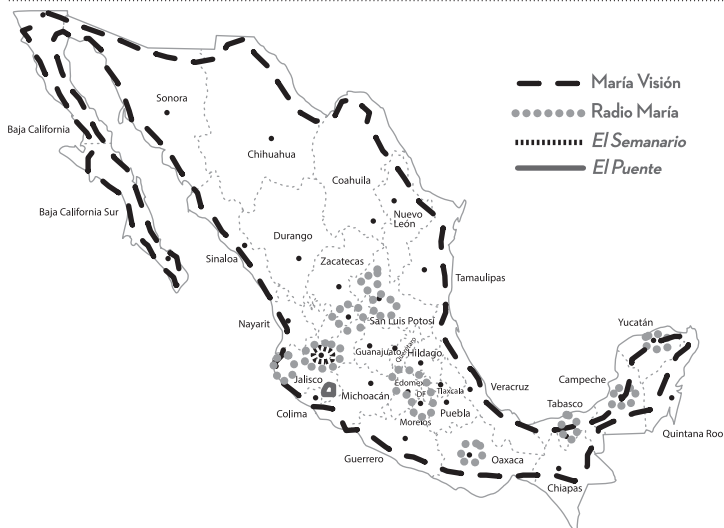 María Visión
Radio María
El Semanario
El Puente
Baja California
Sonora
Chihuahua
Coahuila
Baja California Sur
Nuevo
León
Durango
Sinaloa
Zacatecas
Tamaulipas
Nayarit
San Luis Potosí
Yucatán
Guanajuato
Hildago
Jalisco
Edomex
DF
Tlaxcala
Veracruz
Campeche
Michoacán
Colima
Puebla
Tabasco
Morelos
Quintana Roo
Guerrero
Oaxaca
Chiapas